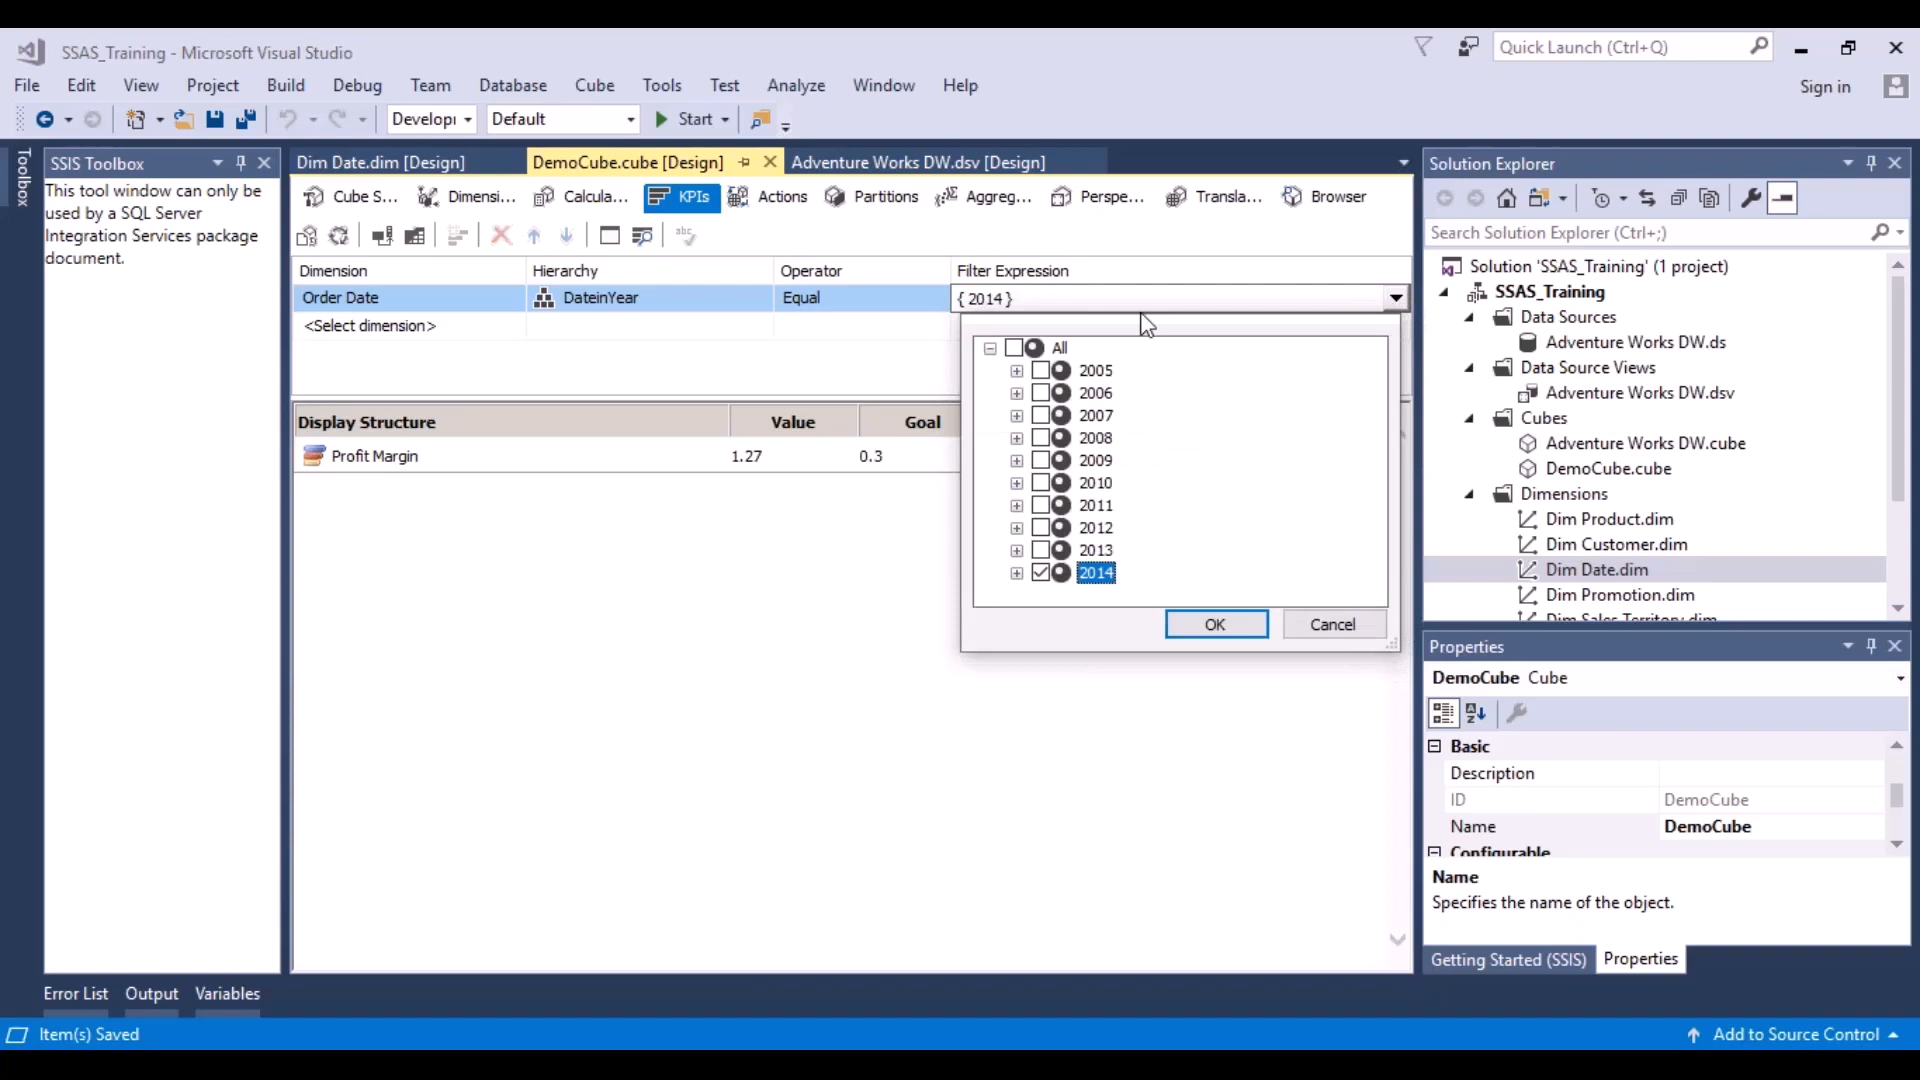 SSAS_Training - Microsoft Visual Studio
Quick Launch (Ctrl+Q)
File Edit View Project Build Debug Team Database Cube Tools Test Analyze Window Help
Sign in
Developi Default Start
Toolbox
SSIS Toolbox
This tool window can only be
used by a SQL Server
Integration Services package
document.
Dim Date.dim [Design] DemoCube.cube [Design] Adventure Works DW.dsv [Design]
Cube S... Dimensi... Calcula... KPIs Actions Partitions Aggreg... Perspe... Transla... Browser
abc
Dimension Hierarchy Operator Filter Expression
Order Date DateinYear Equal { 2014 }
<Select dimension>
All
2005
2006
2007
2008
2009
2010
2011
2012
2013
2014
OK Cancel
Display Structure Value Goal
Profit Margin 1.27 0.3
Solution Explorer
Search Solution Explorer (Ctrl+;)
Solution 'SSAS_Training' (1 project)
SSAS_Training
Data Sources
Adventure Works DW.ds
Data Source Views
Adventure Works DW.dsv
Cubes
Adventure Works DW.cube
DemoCube.cube
Dimensions
Dim Product.dim
Dim Customer.dim
Dim Date.dim
Dim Promotion.dim
Dim Sales Territory.dim
Properties
DemoCube Cube
Basic
Description
ID DemoCube
Name DemoCube
Configurable
Name
Specifies the name of the object.
Getting Started (SSIS) Properties
Error List Output Variables
Item(s) Saved
Add to Source Control